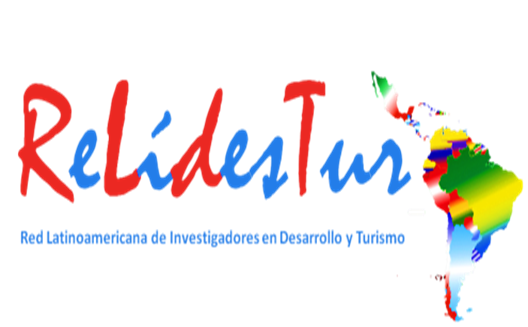 ReLídesTur
Red Latinoamericana de Investigadores en Desarrollo y Turismo